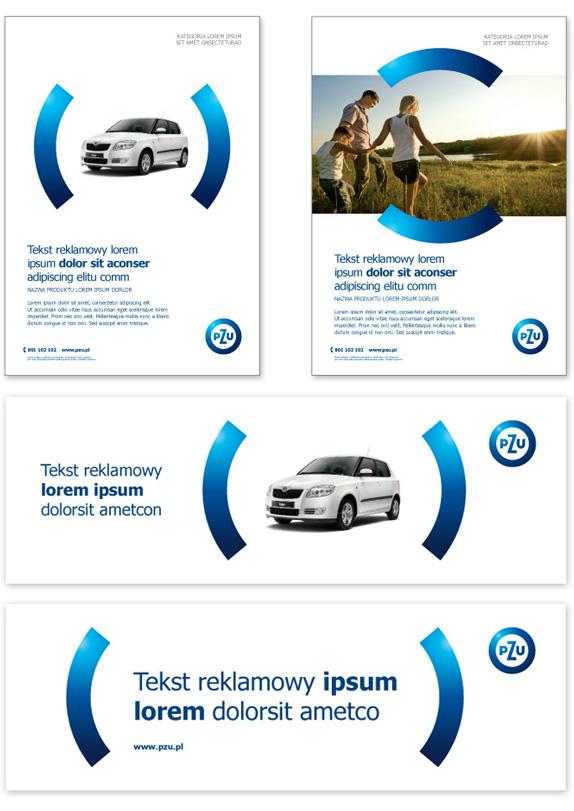 KATEGORIA LOREM IPSUM
SIT AMET ONSECTETURAD
Tekst reklamowy lorem
ipsum dolor sit aconser
adipiscing elitu comm
NAZWA PRODUKTU LOREM IPSUM DORLOR
Lorem ipsum dolor sit amet, consectetur adipiscing elit.
Ut accumsan odio vitae eros accumsan eget scelerisque lorem
imperdiet. Proin nec orci velit. Pellentesque mollis nunc a libero
dictum congue id non orci. Sed suscipit enim tristique.
801 102 102 www.pzu.pl
PZU
KATEGORIA LOREM IPSUM
SIT AMET ONSECTETURAD
Tekst reklamowy lorem
ipsum dolor sit aconser
adipiscing elitu comm
NAZWA PRODUKTU LOREM IPSUM DORLOR
Lorem ipsum dolor sit amet, consectetur adipiscing elit.
Ut accumsan odio vitae eros accumsan eget scelerisque lorem
imperdiet. Proin nec orci velit. Pellentesque mollis nunc a libero
dictum congue id non orci. Sed suscipit enim tristique.
801 102 102 www.pzu.pl
PZU
Tekst reklamowy
lorem ipsum
dolorsit ametcon
PZU
Tekst reklamowy ipsum
lorem dolorsit ametco
www.pzu.pl
PZU